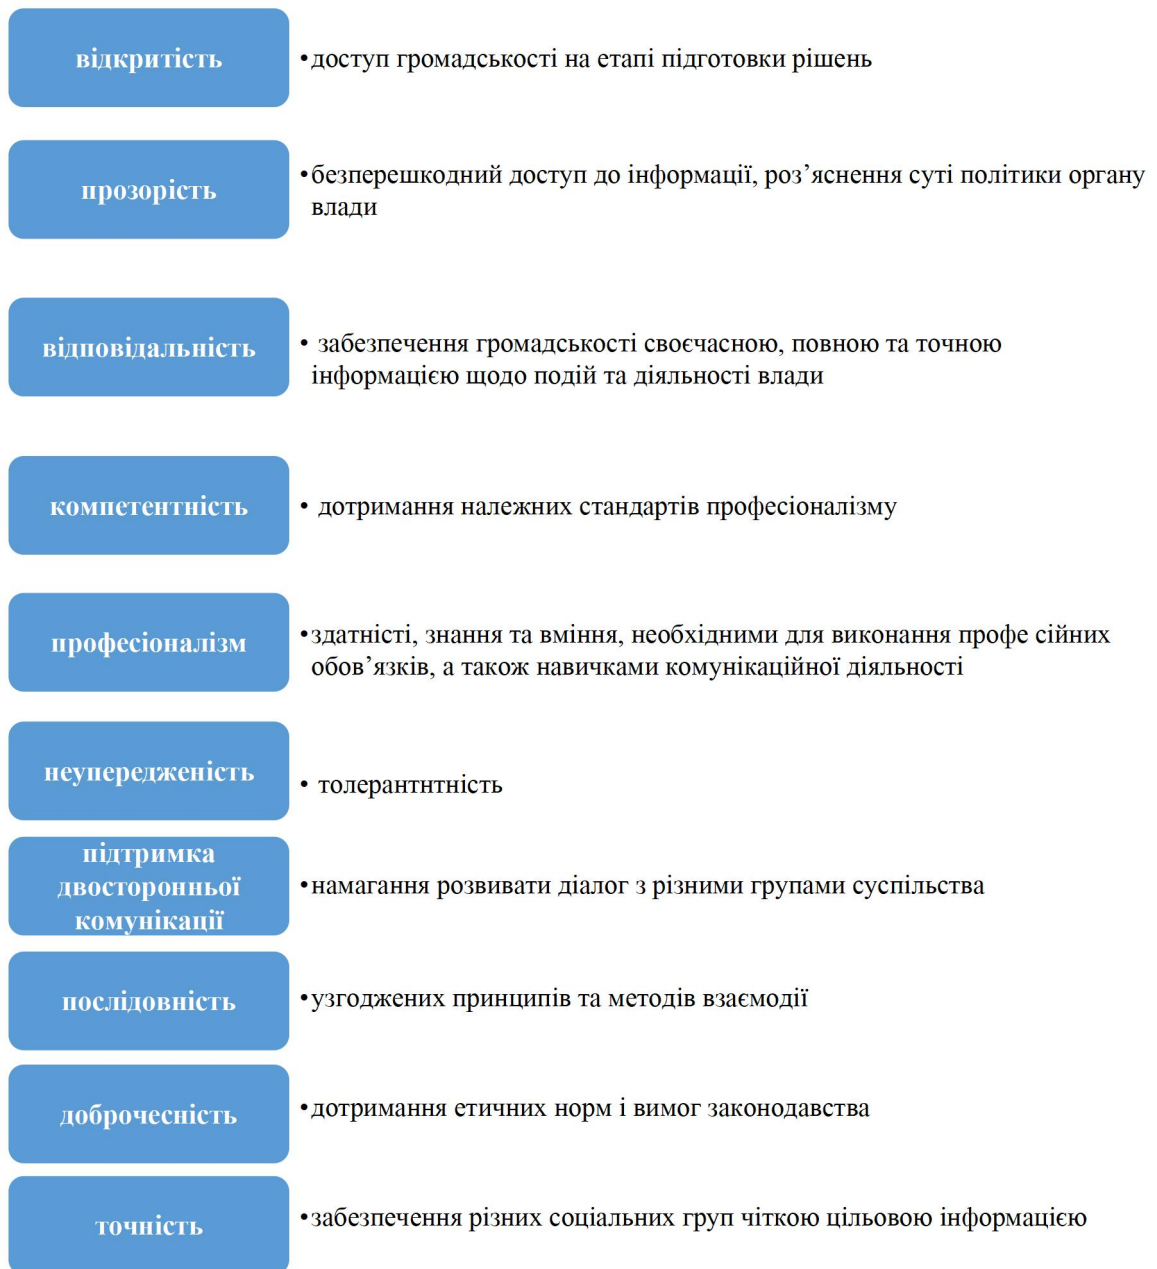 відкритість
•доступ громадськості на етапі підготовки рішень
прозорість
•безперешкодний доступ до інформації, роз’яснення суті політики органу
влади
відповідальність
• забезпечення громадськості своєчасною, повною та точною
інформацією щодо подій та діяльності влади
компетентність
• дотримання належних стандартів професіоналізму
професіоналізм
•здатністі, знання та вміння, необхідними для виконання профе сійних
обов’язків, а також навичками комунікаційної діяльності
неупередженість
• толерантнтність
підтримка
двосторонньої
комунікації
•намагання розвивати діалог з різними групами суспільства
послідовність
•узгоджених принципів та методів взаємодії
доброчесність
•дотримання етичних норм і вимог законодавства
точність
•забезпечення різних соціальних груп чіткою цільовою інформацією